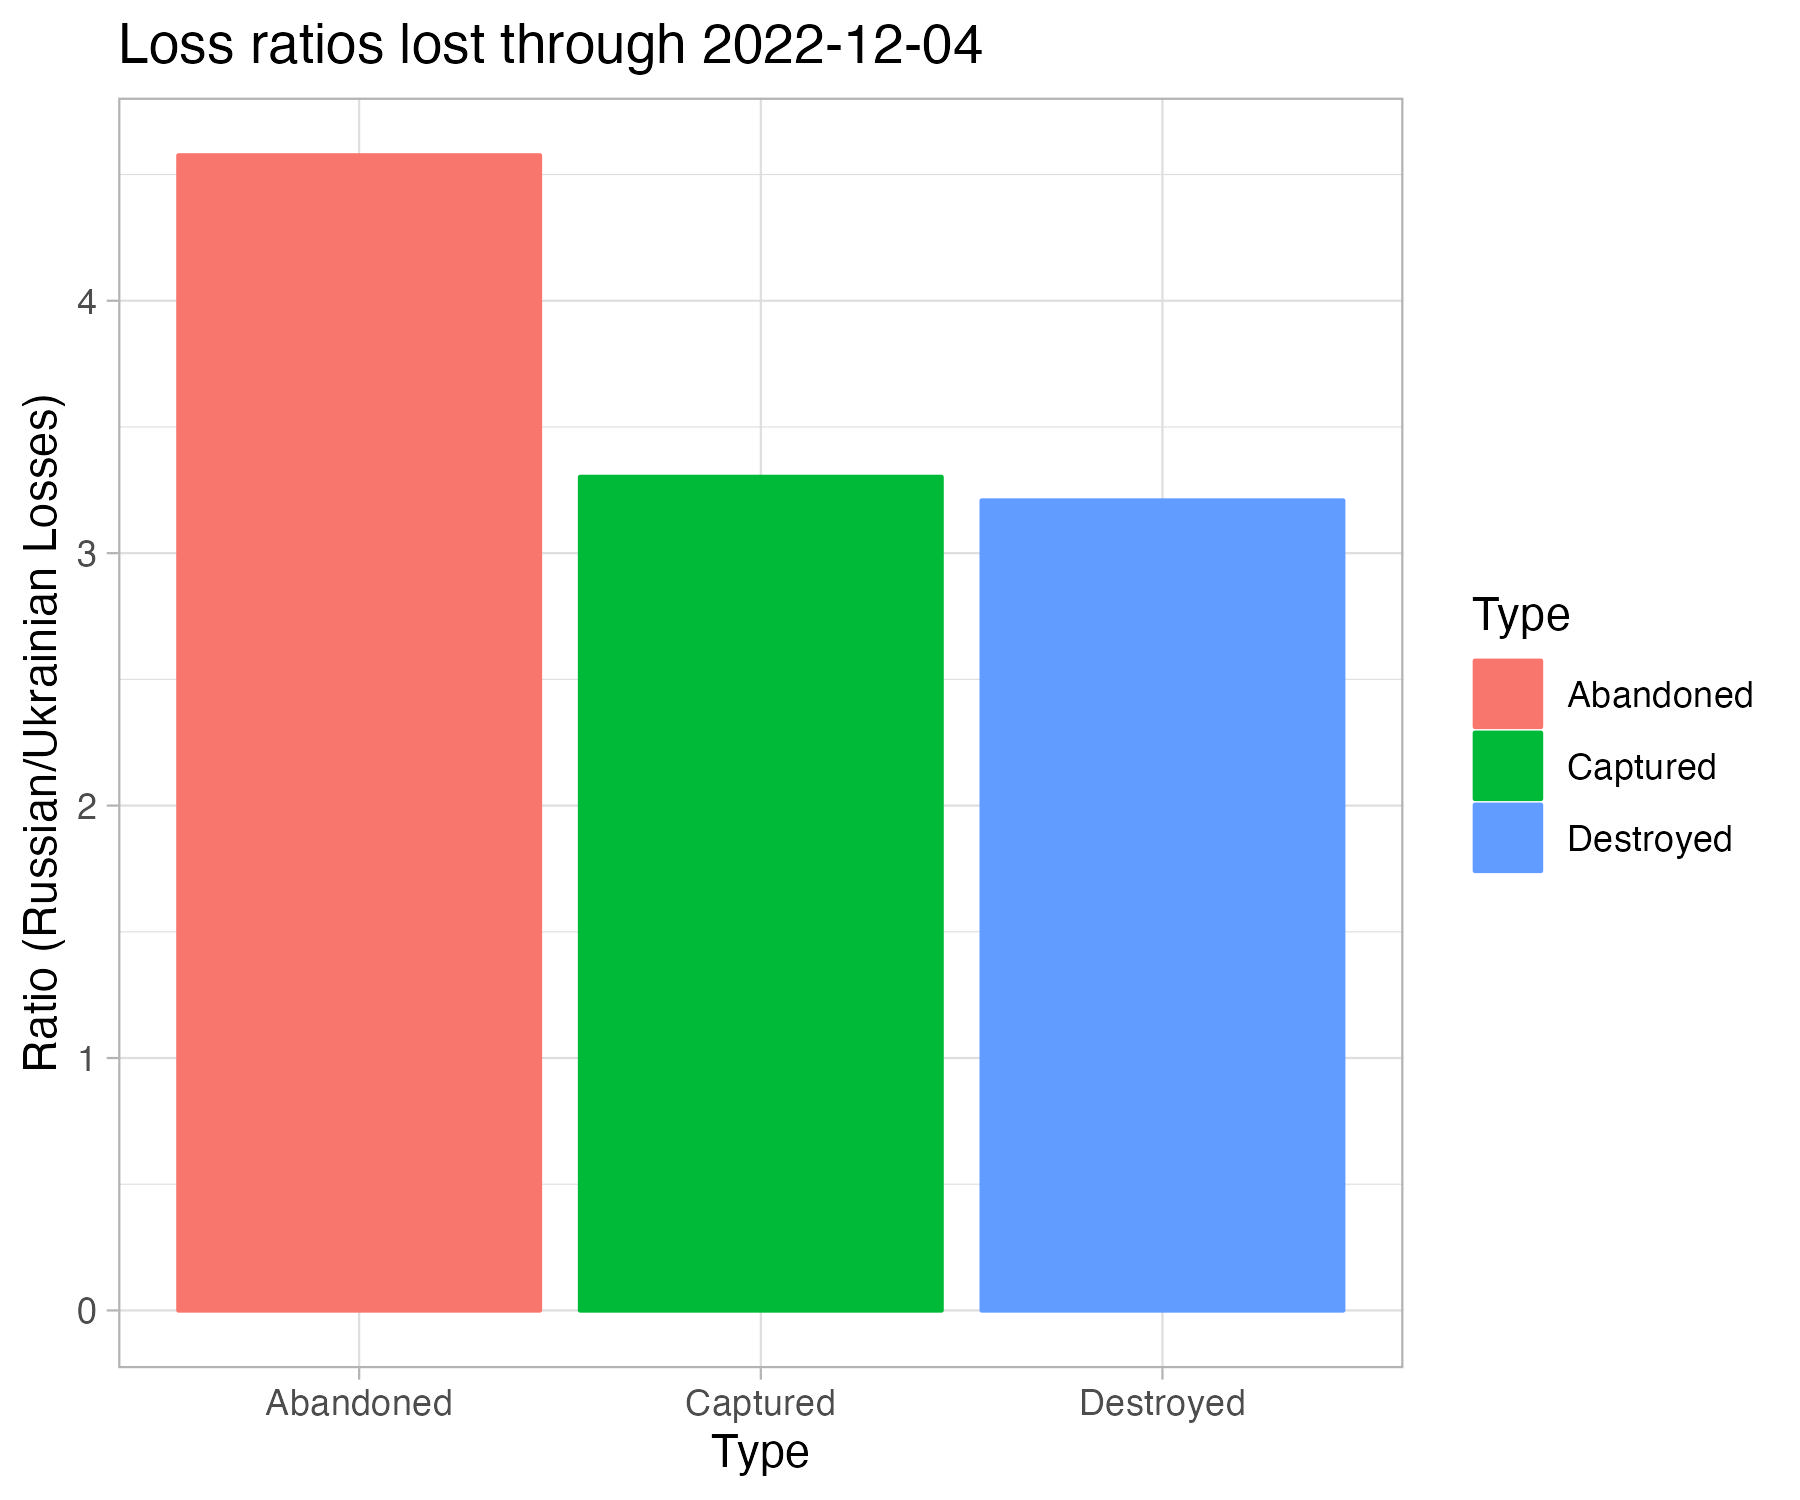 Loss ratios lost through 2022-12-04
Ratio (Russian/Ukrainian Losses)
4
3
2
1
0
Abandoned
Captured
Destroyed
Type
Type
Abandoned
Captured
Destroyed